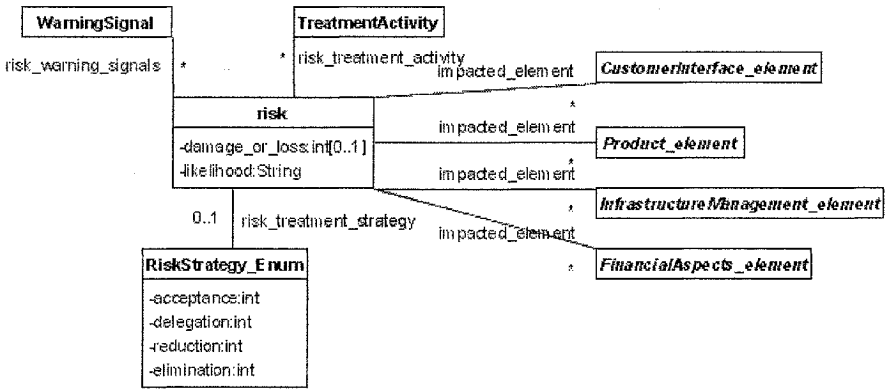 WarningSignal
TreatmentActivity
risk_warning_signals
*
*
risk_treatment_activity
impacted_element
CustomerInterface_element
*
risk
-damage_or_loss:int[0..1]
-likelihood:String
impacted_element
Product_element
*
impacted_element
InfrastructureManagement_element
*
0..1
risk_treatment_strategy
impacted_element
FinancialAspects_element
*
RiskStrategy_Enum
-acceptance:int
-delegation:int
-reduction:int
-elimination:int